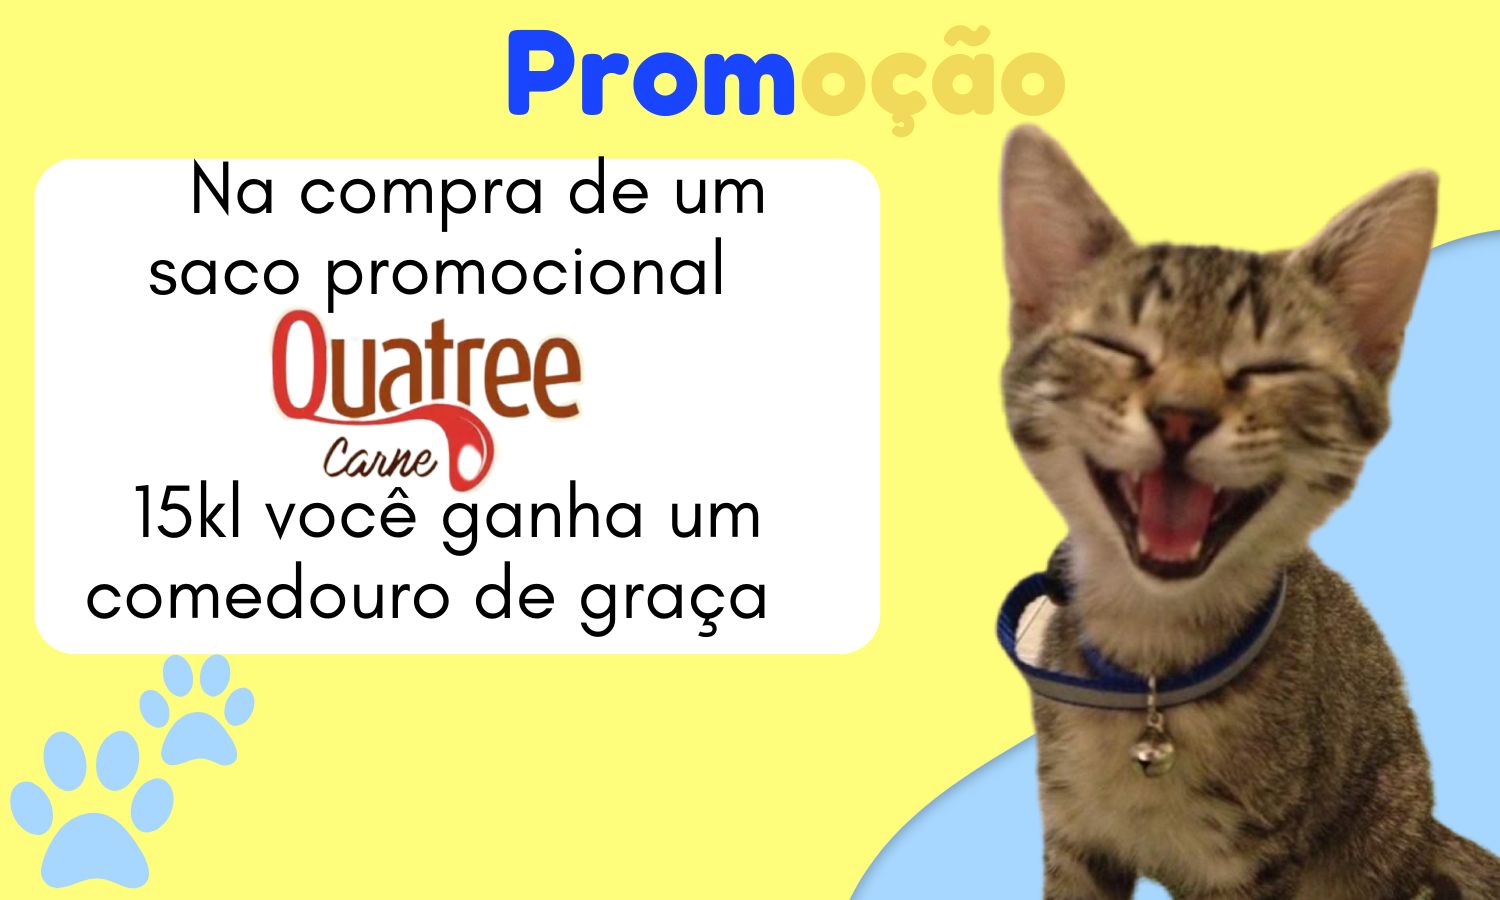 Promoção
Na compra de um
saco promocional
Quatree
Carne
15kl você ganha um
comedouro de graça